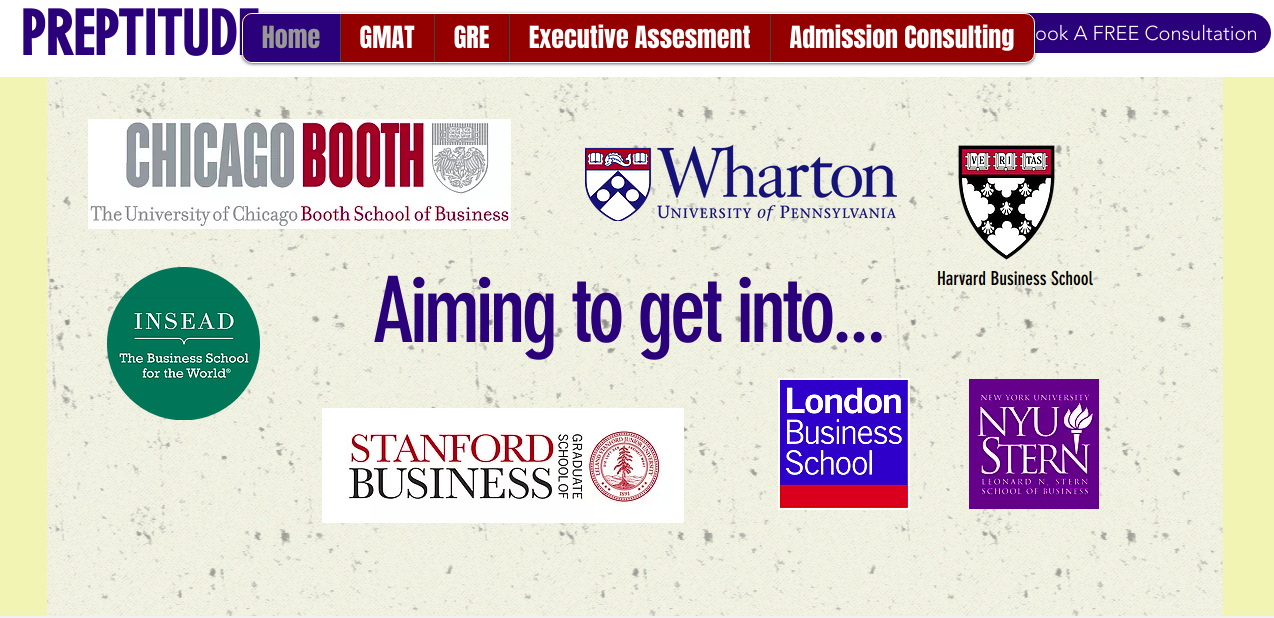 PREPTITUDE
Home GMAT GRE Executive Assesment Admission Consulting
ook A FREE Consultation
CHICAGO BOOTH
The University of Chicago Booth School of Business
Wharton
UNIVERSITY of PENNSYLVANIA
VE RI TAS
Harvard Business School
INSEAD
The Business School
for the World®
Aiming to get into...
STANFORD
BUSINESS
GRADUATE
SCHOOL OF
1891
London
Business
School
NEW YORK UNIVERSITY
NYU
STERN
LEONARD N. STERN
SCHOOL OF BUSINESS